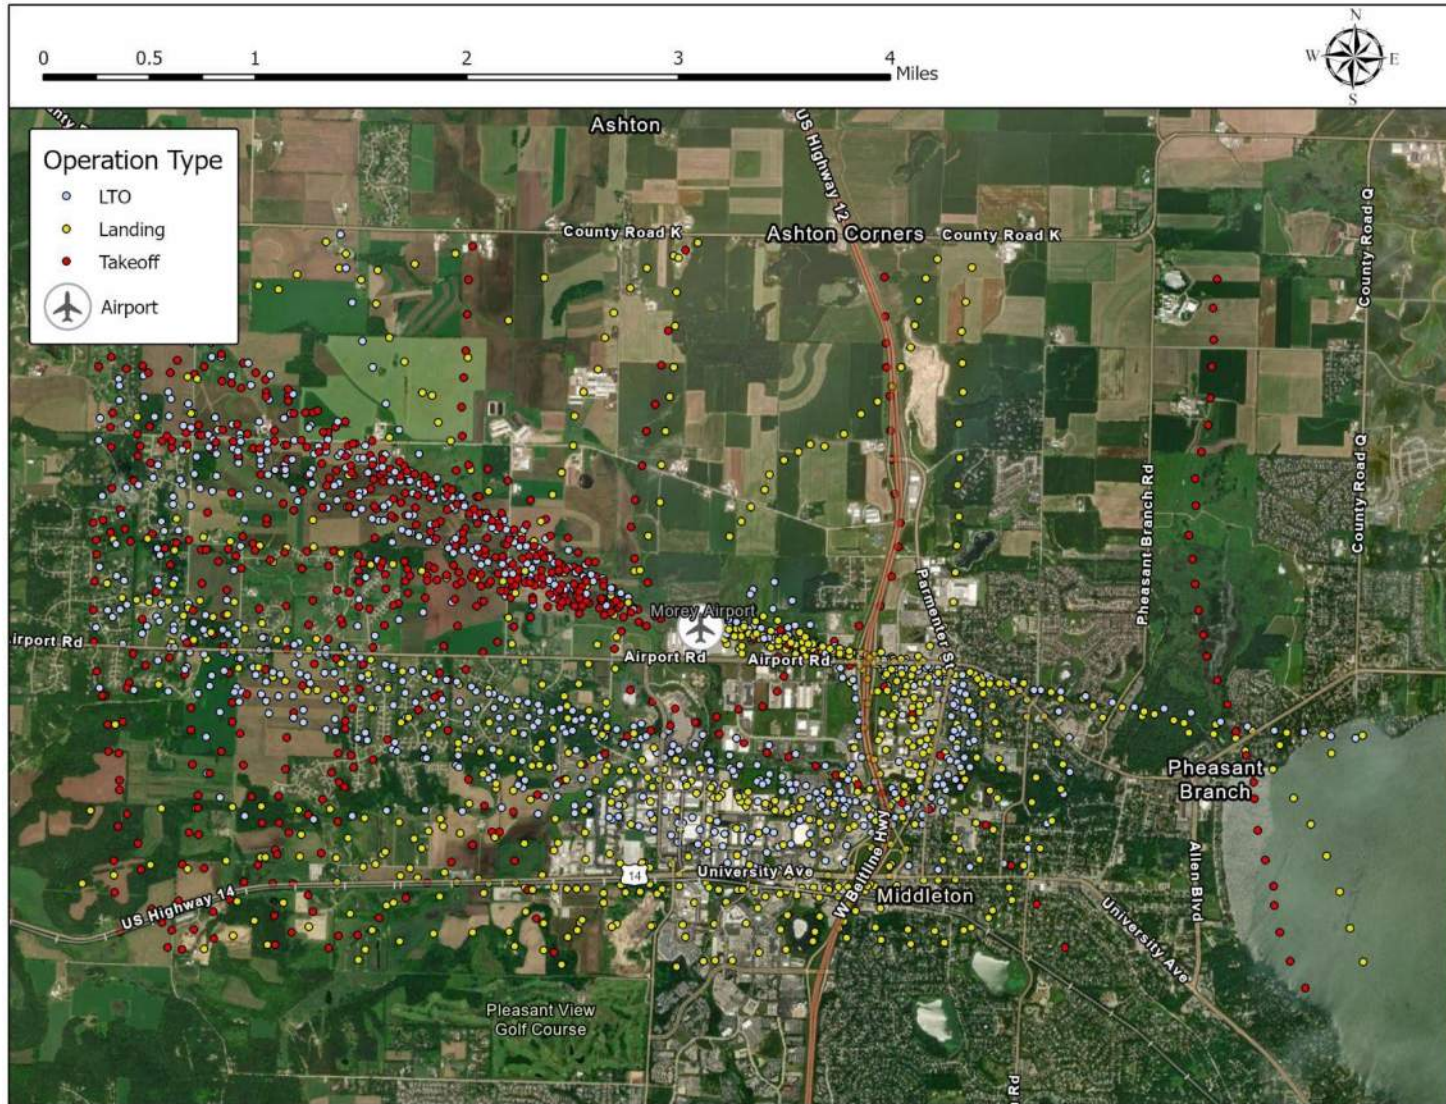 0 0.5 1 2 3 4 Miles
N
W E
S
Ashton
US Highway 12
Operation Type
LTO
Landing
Takeoff
Airport
County Road K
Ashton Corners
County Road K
County Road Q
County Road Q
Pheasant Branch Rd
Parmenter St
Morey Airport
Airport Rd
Airport Rd
Airport Rd
Pheasant
Branch
Allen Blvd
University Ave
14
US Highway 14
W Beltline Hwy
Middleton
University Ave
Pleasant View
Golf Course
Rd